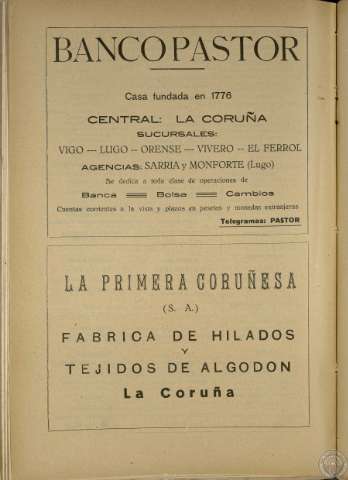 BANCO PASTOR
Casa fundada en 1776
CENTRAL: LA CORUÑA
SUCURSALES:
VIGO — LUGO — ORENSE — VIVERO — EL FERROL
AGENCIAS: SARRIA y MONFORTE (Lugo)
Se dedica a toda clase de operaciones de
Banca Bolsa Cambios
Cuentas corrientes a la vista y plazos en pesetas y monedas extranjeras
Telegramas: PASTOR
LA PRIMERA CORUÑESA
(S. A.)
FABRICA DE HILADOS
Y
TEJIDOS DE ALGODON
La Coruña